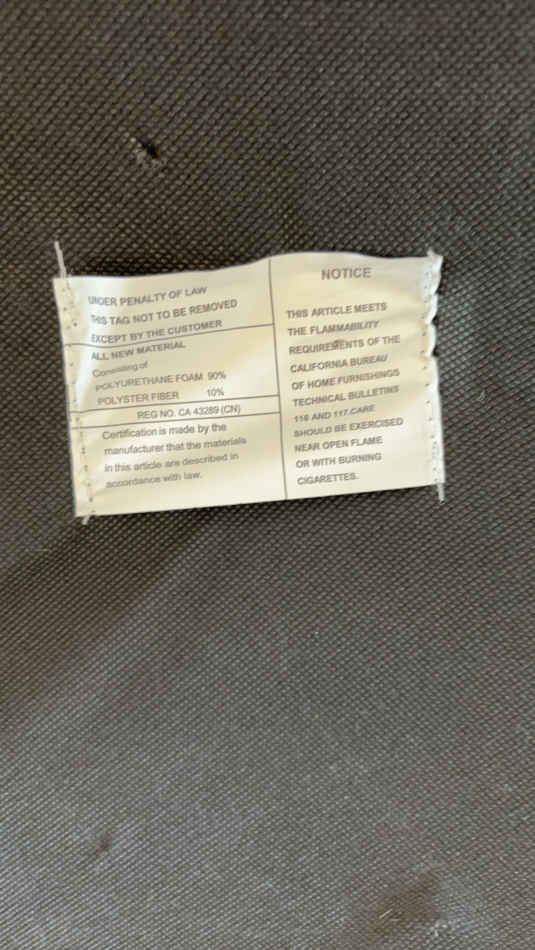 UNDER PENALTY OF LAW
THIS TAG NOT TO BE REMOVED
EXCEPT BY THE CUSTOMER
ALL NEW MATERIAL
Consisting of
POLYURETHANE FOAM 90%
POLYSTER FIBER 10%
REG NO. CA 43289 (CN)
Certification is made by the
manufacturer that the materials
in this article are described in
accordance with law.
NOTICE
THIS ARTICLE MEETS
THE FLAMMABILITY
REQUIREMENTS OF THE
CALIFORNIA BUREAU
OF HOME FURNISHINGS
TECHNICAL BULLETINS
116 AND 117.CARE
SHOULD BE EXERCISED
NEAR OPEN FLAME
OR WITH BURNING
CIGARETTES.